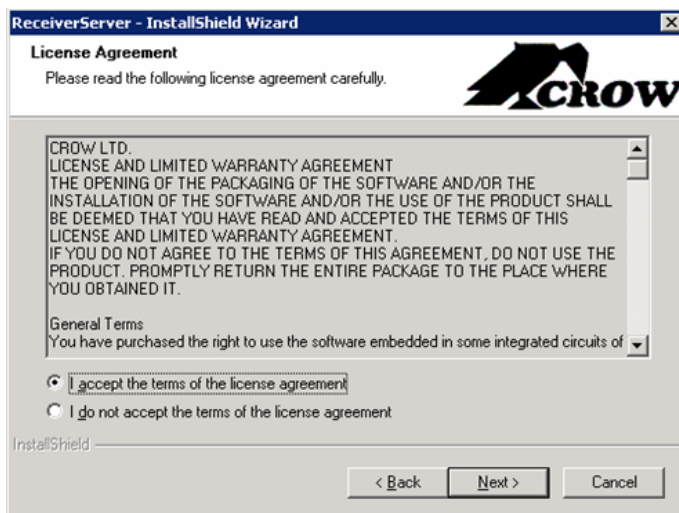 ReceiverServer - InstallShield Wizard
License Agreement
Please read the following license agreement carefully.
CROW
CROW LTD.
LICENSE AND LIMITED WARRANTY AGREEMENT
THE OPENING OF THE PACKAGING OF THE SOFTWARE AND/OR THE
INSTALLATION OF THE SOFTWARE AND/OR THE USE OF THE PRODUCT SHALL
BE DEEMED THAT YOU HAVE READ AND ACCEPTED THE TERMS OF THIS
LICENSE AND LIMITED WARRANTY AGREEMENT.
IF YOU DO NOT AGREE TO THE TERMS OF THIS AGREEMENT, DO NOT USE THE
PRODUCT. PROMPTLY RETURN THE ENTIRE PACKAGE TO THE PLACE WHERE
YOU OBTAINED IT.
General Terms
You have purchased the right to use the software embedded in some integrated circuits of
I accept the terms of the license agreement
I do not accept the terms of the license agreement
InstallShield
< Back Next > Cancel